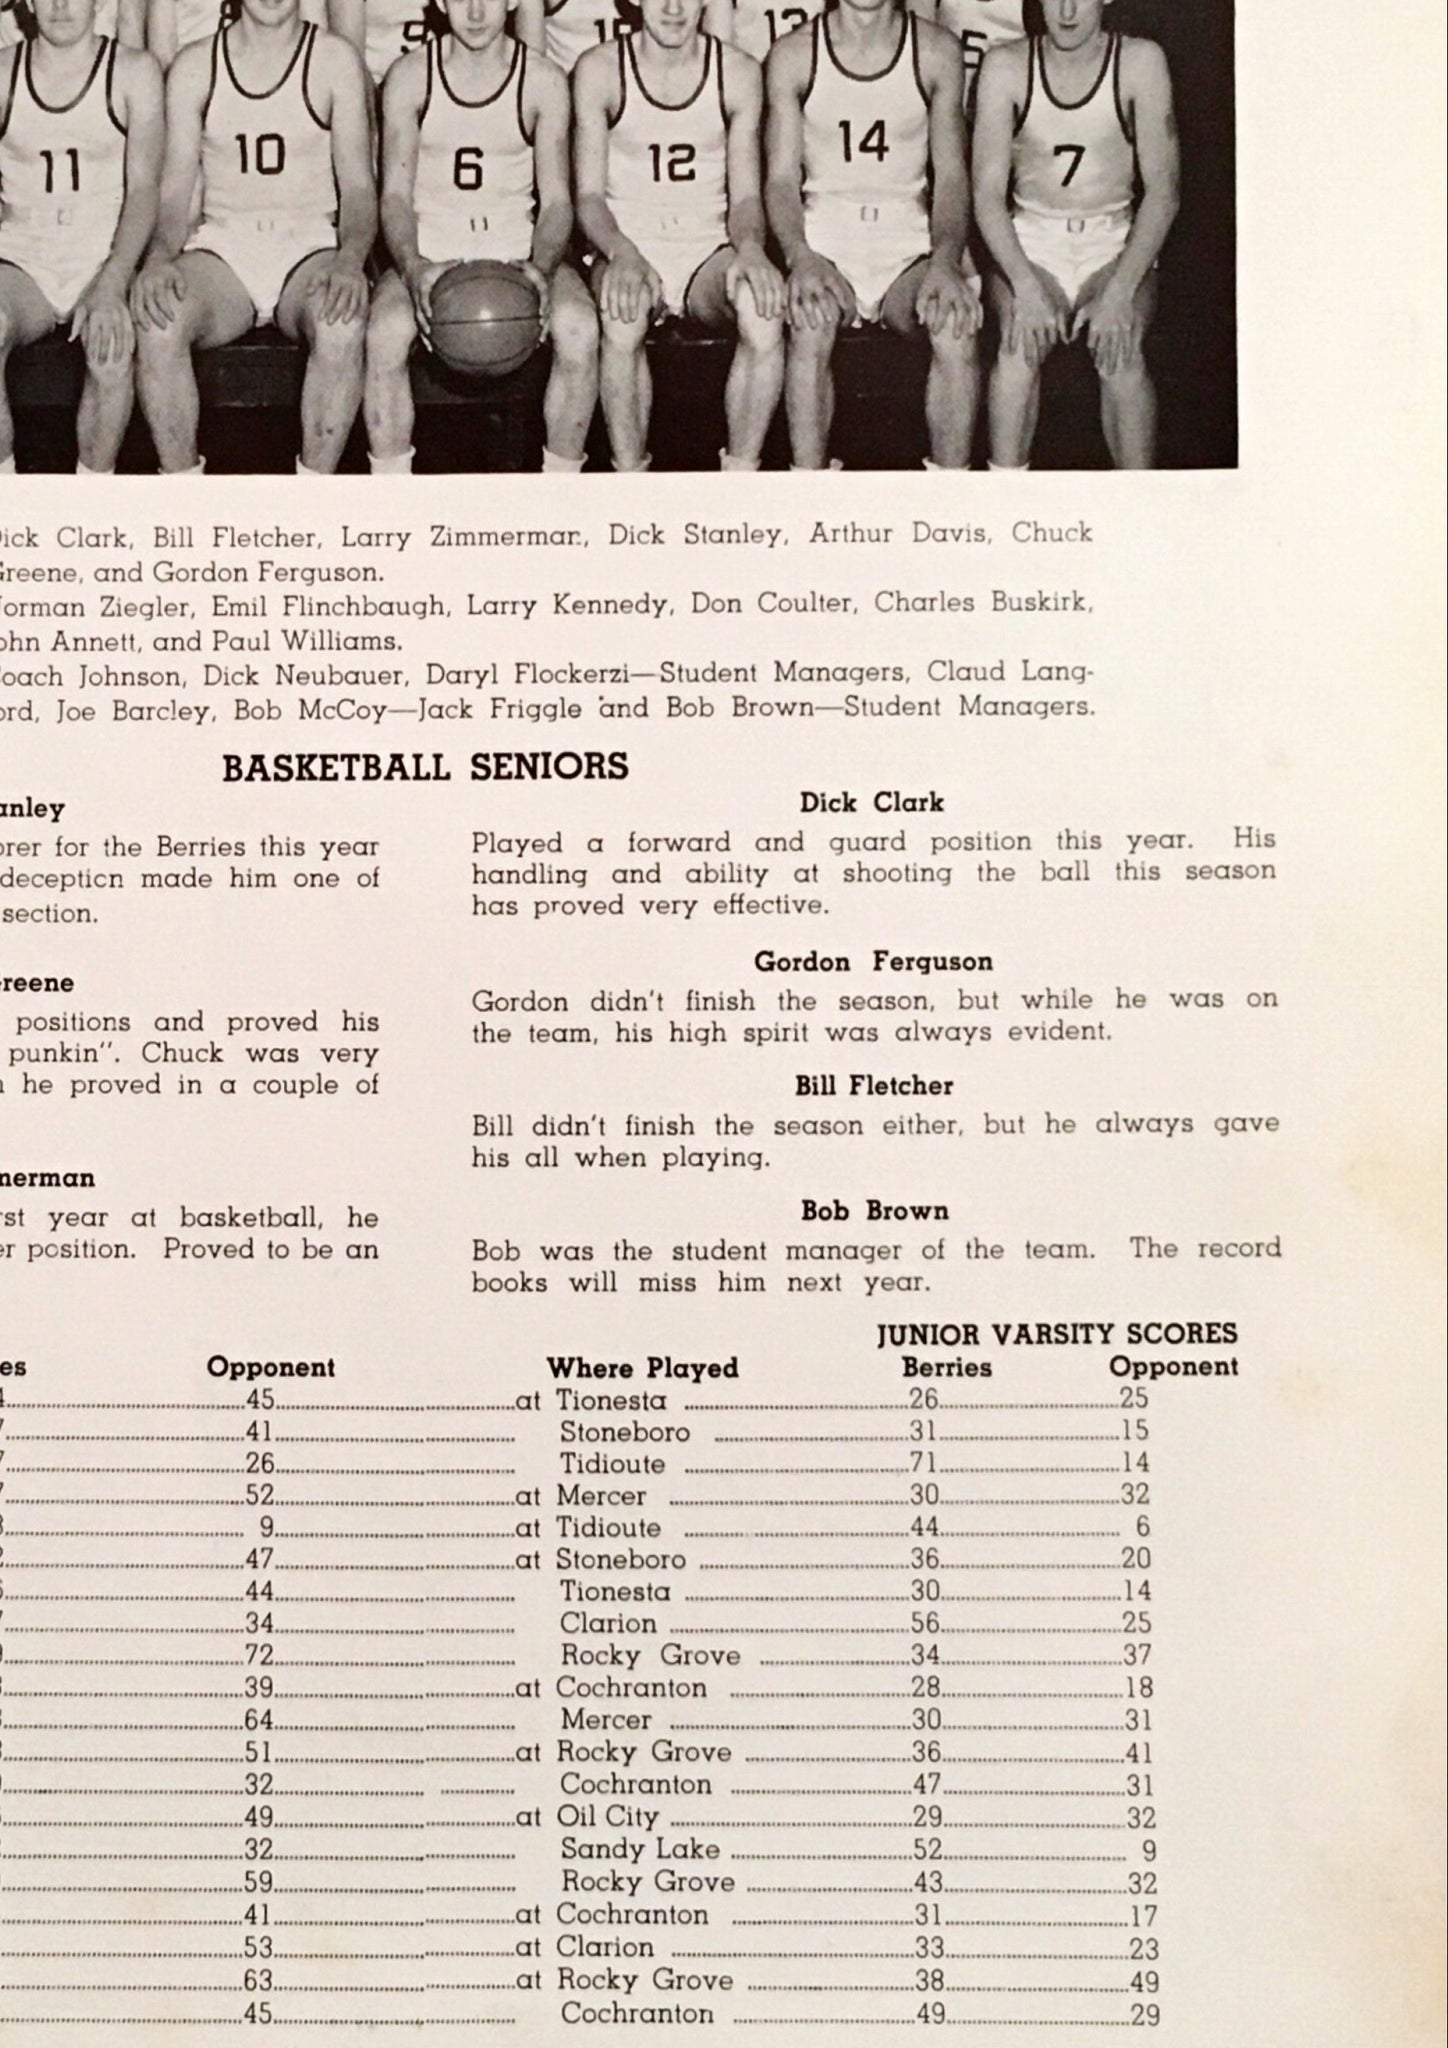 11 10 6 12 14 7
Clark, Bill Fletcher, Larry Zimmerman, Dick Stanley, Arthur Davis, Chuck
and Gordon Ferguson.
Ziegler, Emil Flinchbaugh, Larry Kennedy, Don Coulter, Charles Buskirk,
Annett, and Paul Williams.
Johnson, Dick Neubauer, Daryl Flockerzi—Student Managers, Claud Lang-
Joe Barcley, Bob McCoy—Jack Friggle and Bob Brown—Student Managers.
BASKETBALL SENIORS
for the Berries this year
decepticn made him one of
section.
positions and proved his
punkin". Chuck was very
he proved in a couple of
year at basketball, he
position. Proved to be an
Dick Clark
Played a forward and guard position this year. His
handling and ability at shooting the ball this season
has proved very effective.
Gordon Ferguson
Gordon didn't finish the season, but while he was on
the team, his high spirit was always evident.
Bill Fletcher
Bill didn't finish the season either, but he always gave
his all when playing.
Bob Brown
Bob was the student manager of the team. The record
books will miss him next year.
JUNIOR VARSITY SCORES
Opponent Where Played Berries Opponent
45 at Tionesta 26 25
41 Stoneboro 31 15
26 Tidioute 71 14
52 at Mercer 30 32
9 at Tidioute 44 6
47 at Stoneboro 36 20
44 Tionesta 30 14
34 Clarion 56 25
72 Rocky Grove 34 37
39 at Cochranton 28 18
64 Mercer 30 31
51 at Rocky Grove 36 41
32 Cochranton 47 31
49 at Oil City 29 32
32 Sandy Lake 52 9
59 Rocky Grove 43 32
41 at Cochranton 31 17
53 at Clarion 33 23
63 at Rocky Grove 38 49
45 Cochranton 49 29